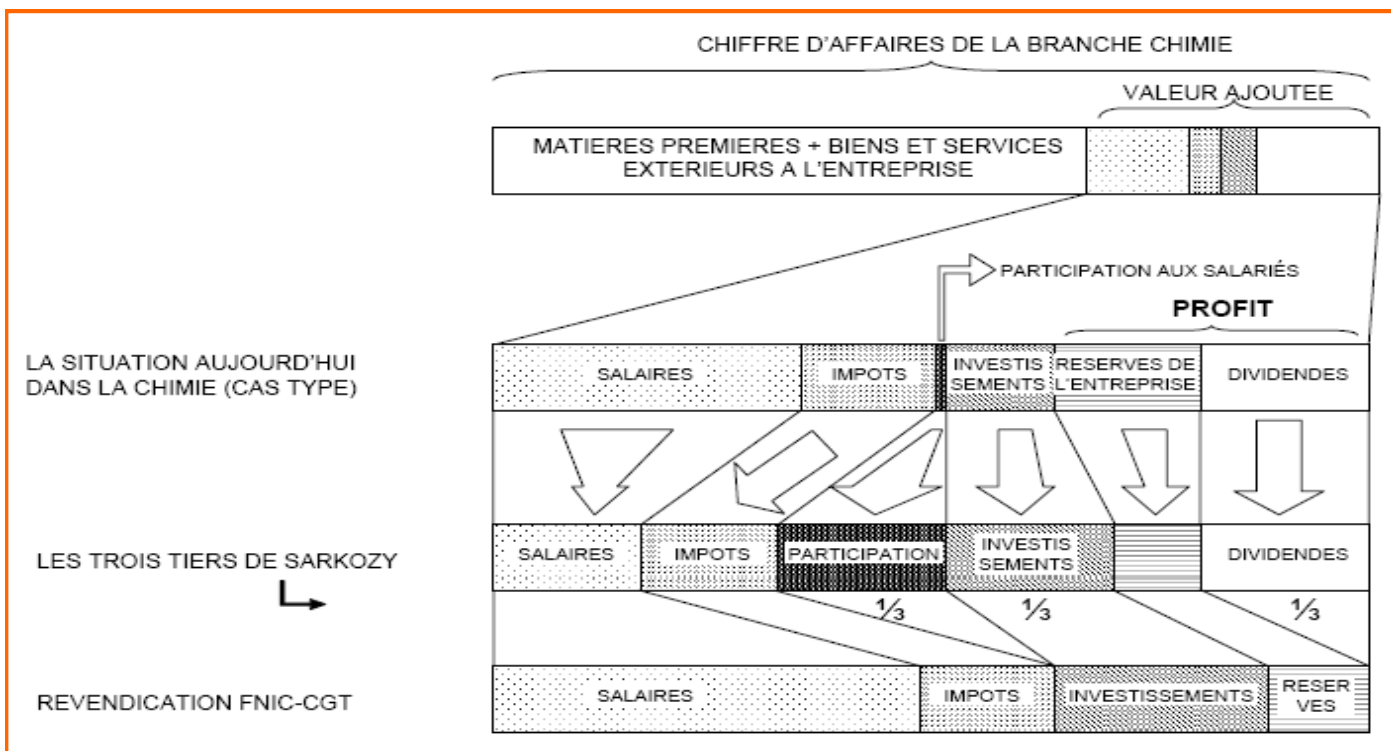 CHIFFRE D'AFFAIRES DE LA BRANCHE CHIMIE
VALEUR AJOUTEE
MATIERES PREMIERES + BIENS ET SERVICES
EXTERIEURS A L'ENTREPRISE
PARTICIPATION AUX SALARIÉS
PROFIT
LA SITUATION AUJOURD'HUI
DANS LA CHIMIE (CAS TYPE)
SALAIRES
IMPOTS
INVESTIS
SEMENTS
RESERVES DE
L'ENTREPRISE
DIVIDENDES
LES TROIS TIERS DE SARKOZY
SALAIRES
IMPOTS
PARTICIPATION
INVESTIS
SEMENTS
DIVIDENDES
⅓
⅓
⅓
REVENDICATION FNIC-CGT
SALAIRES
IMPOTS
INVESTISSEMENTS
RESER
VES